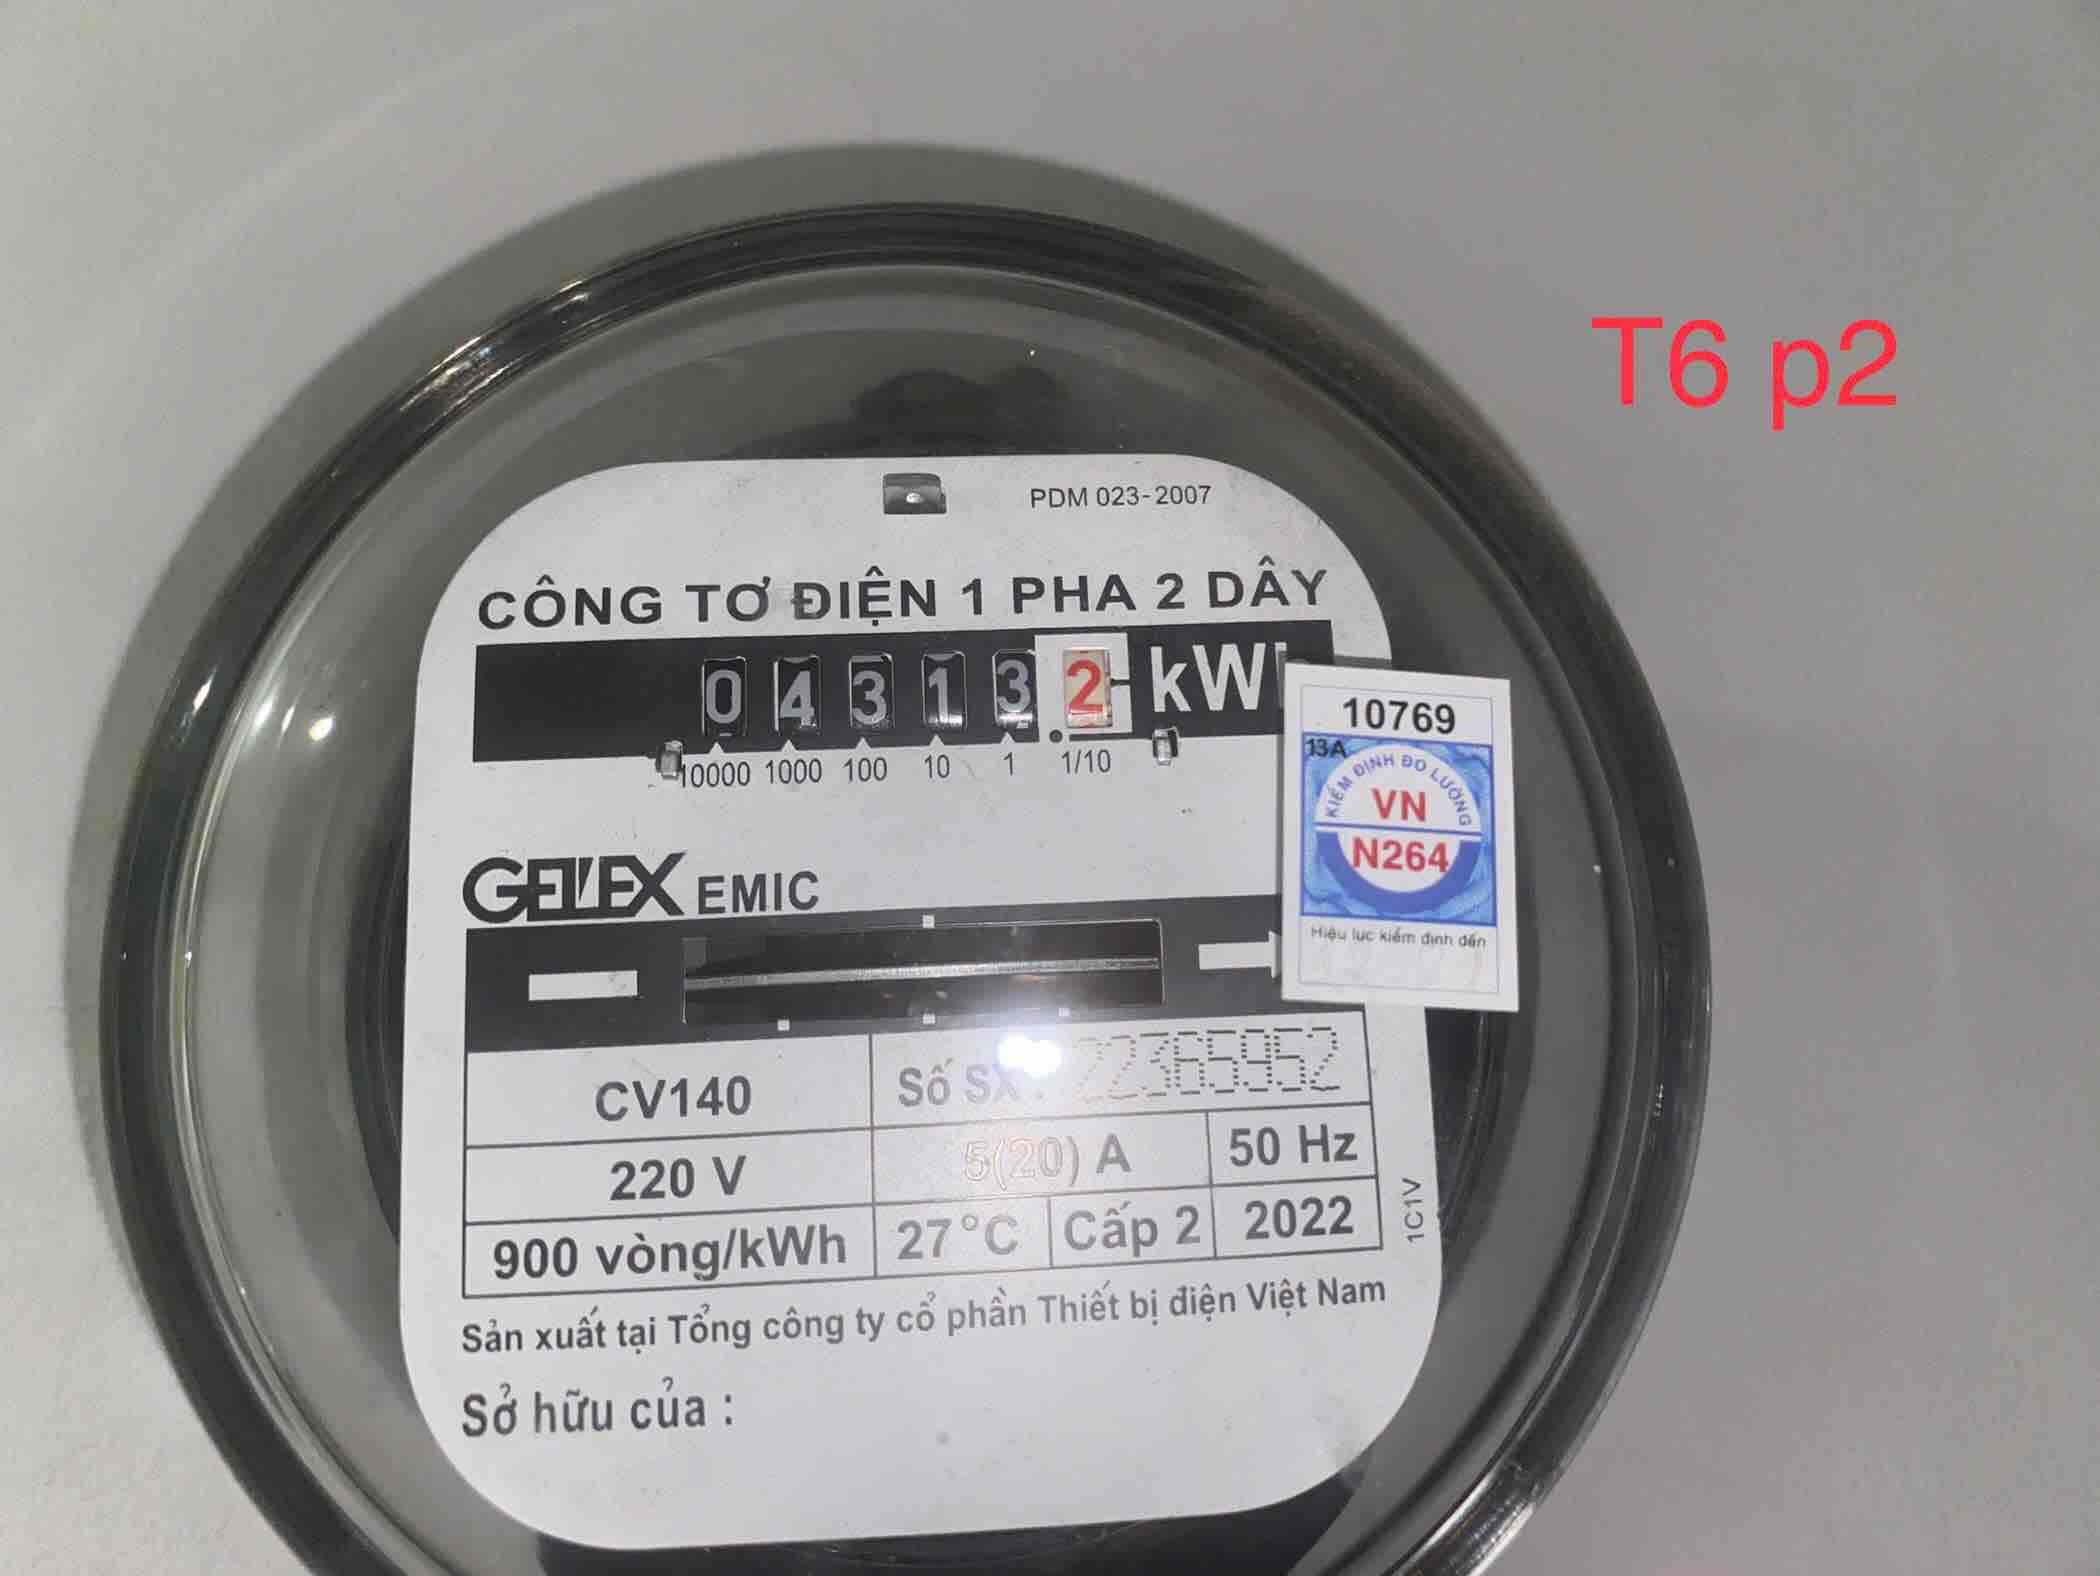 T6 p2
PDM 023-2007
CÔNG TƠ ĐIỆN 1 PHA 2 DÂY
0 4 3 1 3 2 kWh
10000 1000 100 10 1 1/10
10769
13A
KIỂM ĐỊNH ĐO LƯỜNG
VN
N264
Hiệu lực kiểm định đến
GELEX EMIC
CV140 Số SX : 22365952
220 V 5(20) A 50 Hz
900 vòng/kWh 27°C Cấp 2 2022
1C1V
Sản xuất tại Tổng công ty cổ phần Thiết bị điện Việt Nam
Sở hữu của :